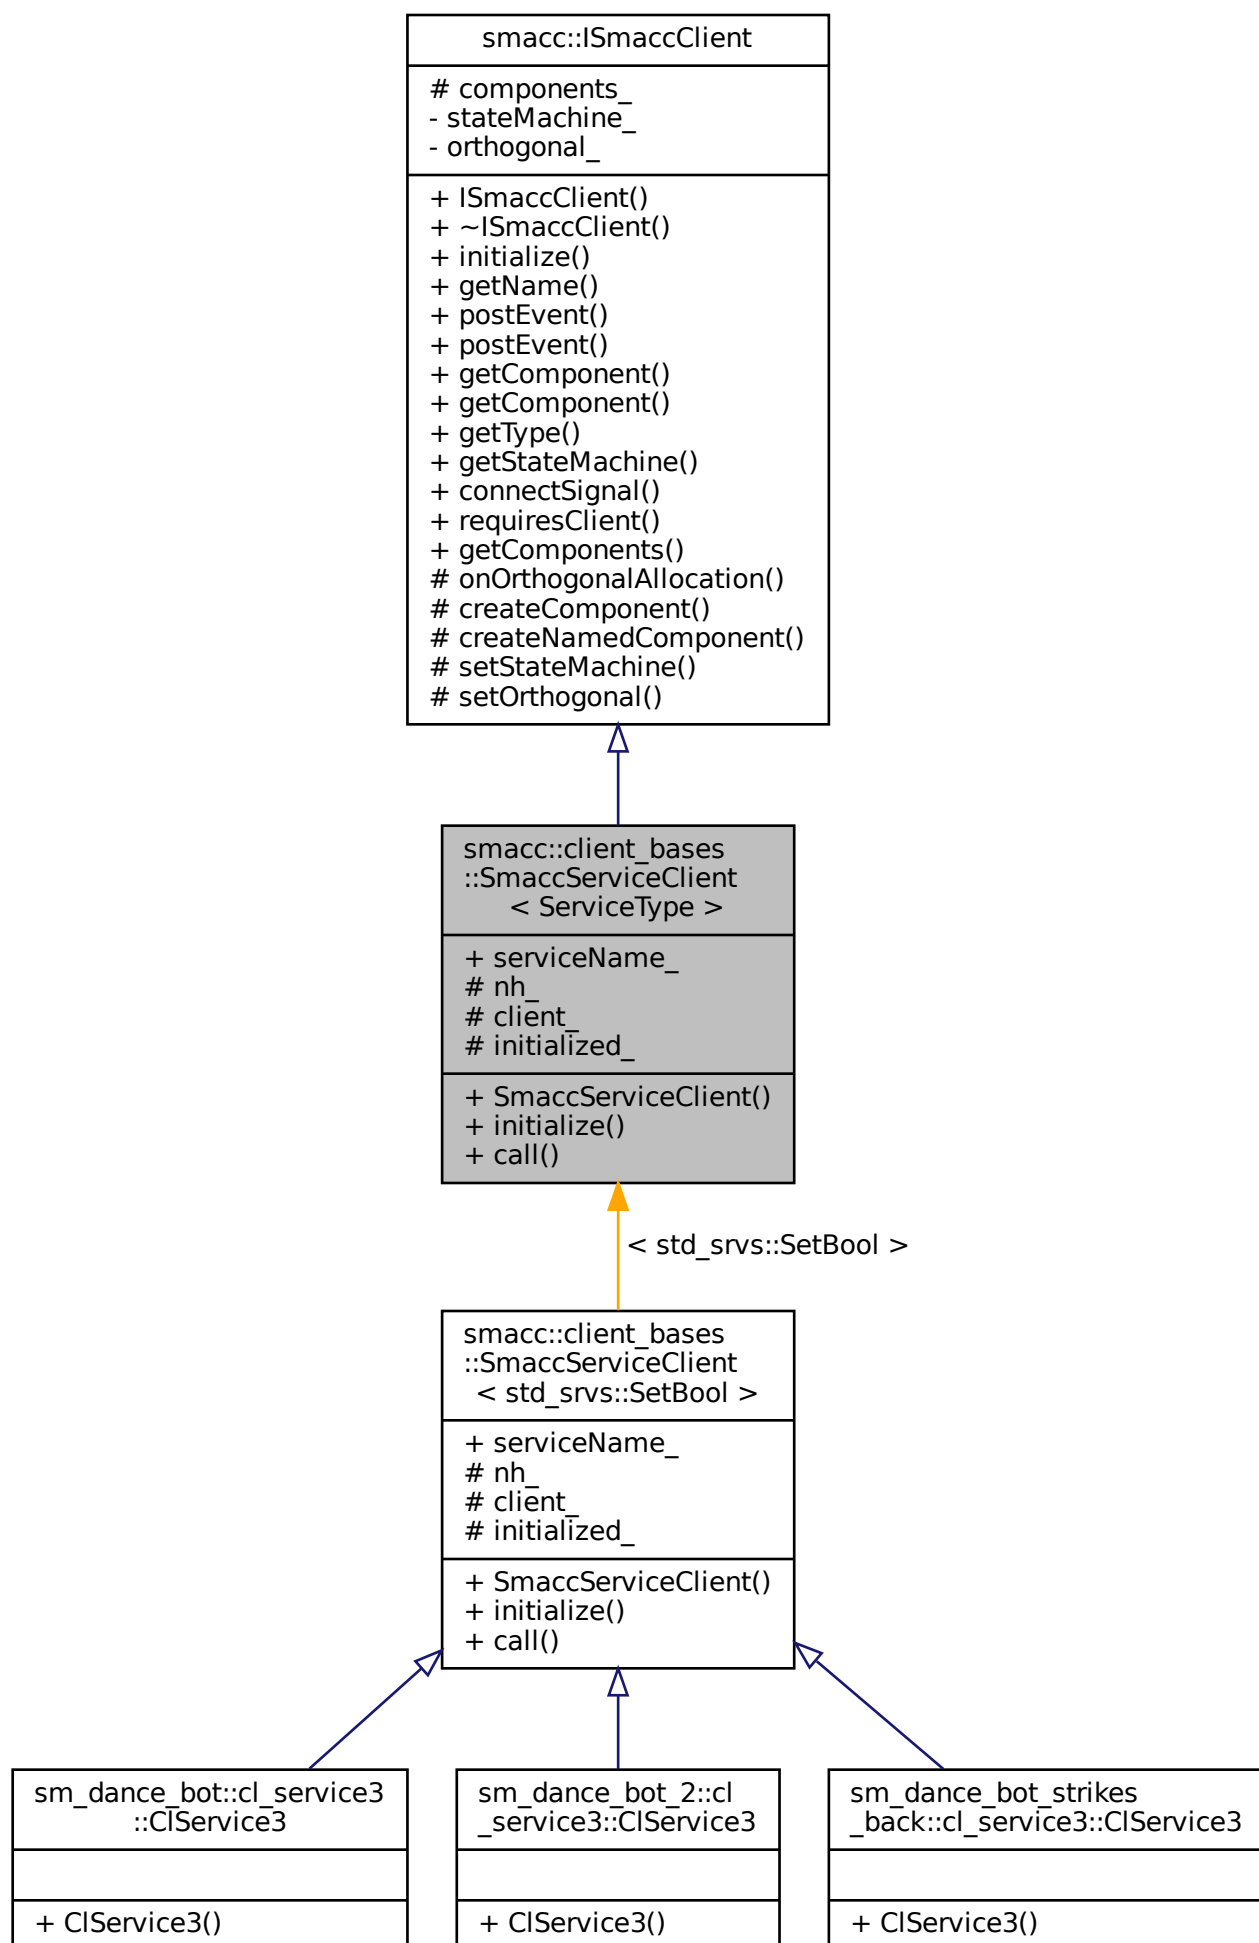 smacc::ISmaccClient
# components_
- stateMachine_
- orthogonal_
+ ISmaccClient()
+ ~ISmaccClient()
+ initialize()
+ getName()
+ postEvent()
+ postEvent()
+ getComponent()
+ getComponent()
+ getType()
+ getStateMachine()
+ connectSignal()
+ requiresClient()
+ getComponents()
# onOrthogonalAllocation()
# createComponent()
# createNamedComponent()
# setStateMachine()
# setOrthogonal()
smacc::client_bases
::SmaccServiceClient
< ServiceType >
+ serviceName_
# nh_
# client_
# initialized_
+ SmaccServiceClient()
+ initialize()
+ call()
< std_srvs::SetBool >
smacc::client_bases
::SmaccServiceClient
< std_srvs::SetBool >
+ serviceName_
# nh_
# client_
# initialized_
+ SmaccServiceClient()
+ initialize()
+ call()
sm_dance_bot::cl_service3
::ClService3
+ ClService3()
sm_dance_bot_2::cl
_service3::ClService3
+ ClService3()
sm_dance_bot_strikes
_back::cl_service3::ClService3
+ ClService3()